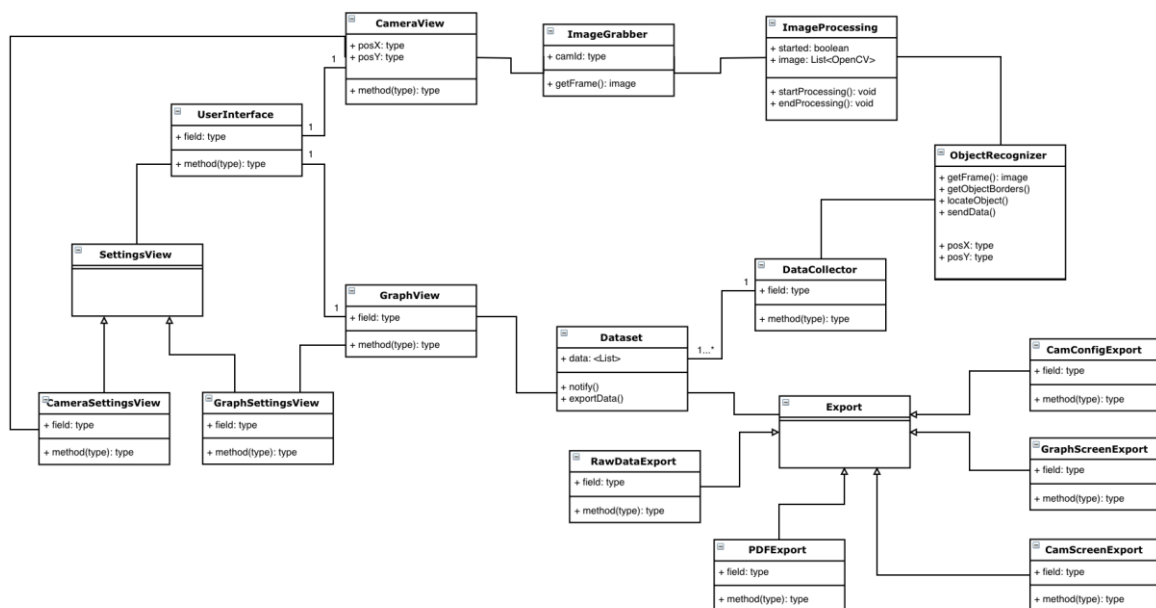 CameraView
+ posX: type
+ posY: type
+ method(type): type
ImageGrabber
+ camId: type
+ getFrame(): image
ImageProcessing
+ started: boolean
+ image: List<OpenCV>
+ startProcessing(): void
+ endProcessing(): void
1
UserInterface
+ field: type
+ method(type): type
1
1
ObjectRecognizer
+ getFrame(): image
+ getObjectBorders()
+ locateObject()
+ sendData()
+ posX: type
+ posY: type
SettingsView
DataCollector
+ field: type
+ method(type): type
1
GraphView
+ field: type
+ method(type): type
1
Dataset
+ data: <List>
+ notify()
+ exportData()
1...*
CamConfigExport
+ field: type
+ method(type): type
CameraSettingsView
+ field: type
+ method(type): type
GraphSettingsView
+ field: type
+ method(type): type
Export
RawDataExport
+ field: type
+ method(type): type
GraphScreenExport
+ field: type
+ method(type): type
PDFExport
+ field: type
+ method(type): type
CamScreenExport
+ field: type
+ method(type): type